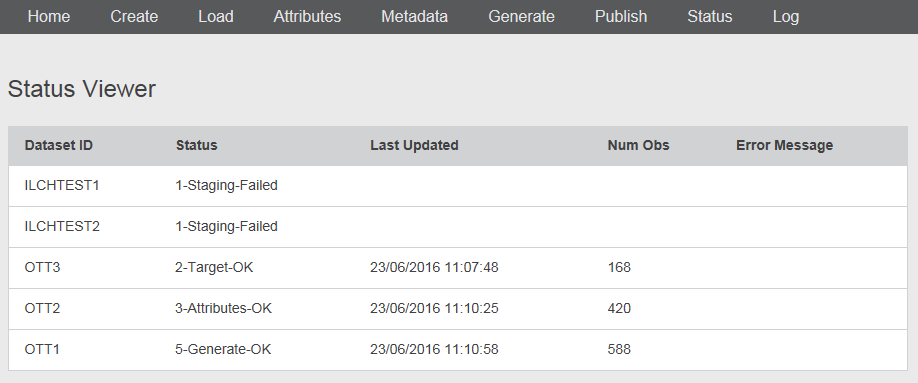 Home Create Load Attributes Metadata Generate Publish Status Log
Status Viewer
Dataset ID Status Last Updated Num Obs Error Message
ILCHTEST1 1-Staging-Failed
ILCHTEST2 1-Staging-Failed
OTT3 2-Target-OK 23/06/2016 11:07:48 168
OTT2 3-Attributes-OK 23/06/2016 11:10:25 420
OTT1 5-Generate-OK 23/06/2016 11:10:58 588